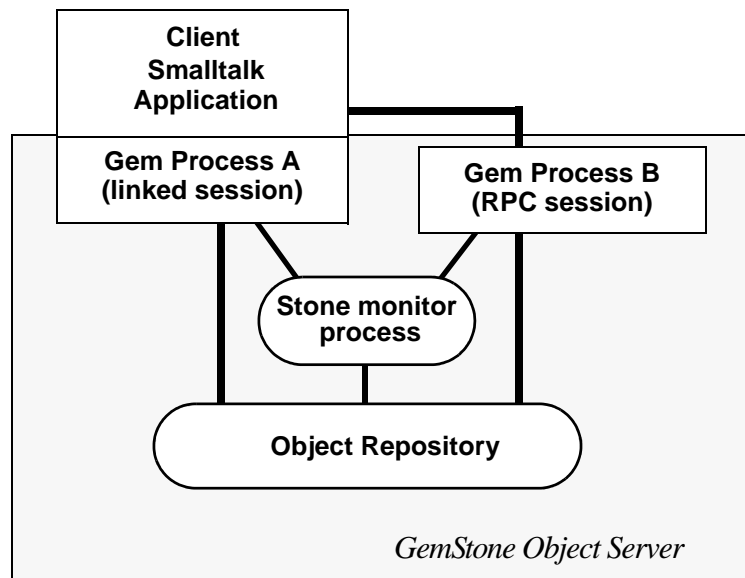 Client
Smalltalk
Application
Gem Process A
(linked session)
Gem Process B
(RPC session)
Stone monitor
process
Object Repository
GemStone Object Server